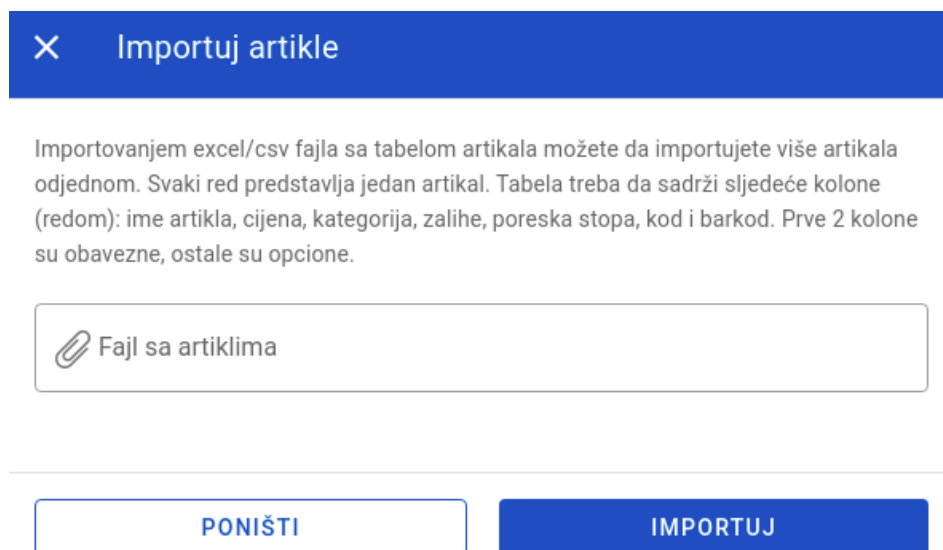 Importuj artikle
Importovanjem excel/csv fajla sa tabelom artikala možete da importujete više artikala
odjednom. Svaki red predstavlja jedan artikal. Tabela treba da sadrži sljedeće kolone
(redom): ime artikla, cijena, kategorija, zalihe, poreska stopa, kod i barkod. Prve 2 kolone
su obavezne, ostale su opcione.
Fajl sa artiklima
PONIŠTI
IMPORTUJ